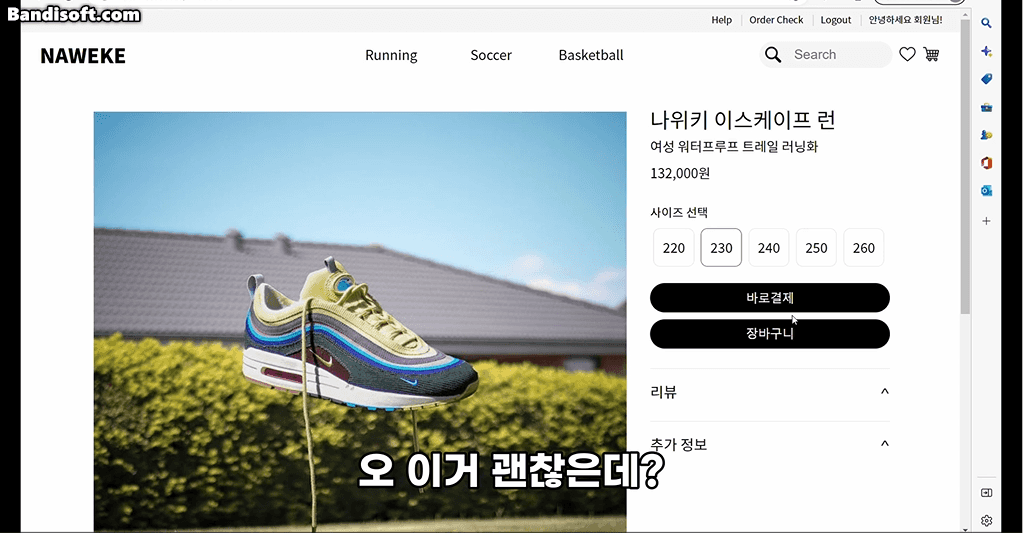 Bandisoft.com
Help Order Check Logout 안녕하세요 회원님!
NAWEKE Running Soccer Basketball Search
나위키 이스케이프 런
여성 워터프루프 트레일 러닝화
132,000원
사이즈 선택
220 230 240 250 260
바로결제
장바구니
리뷰
추가 정보
오 이거 괜찮은데?